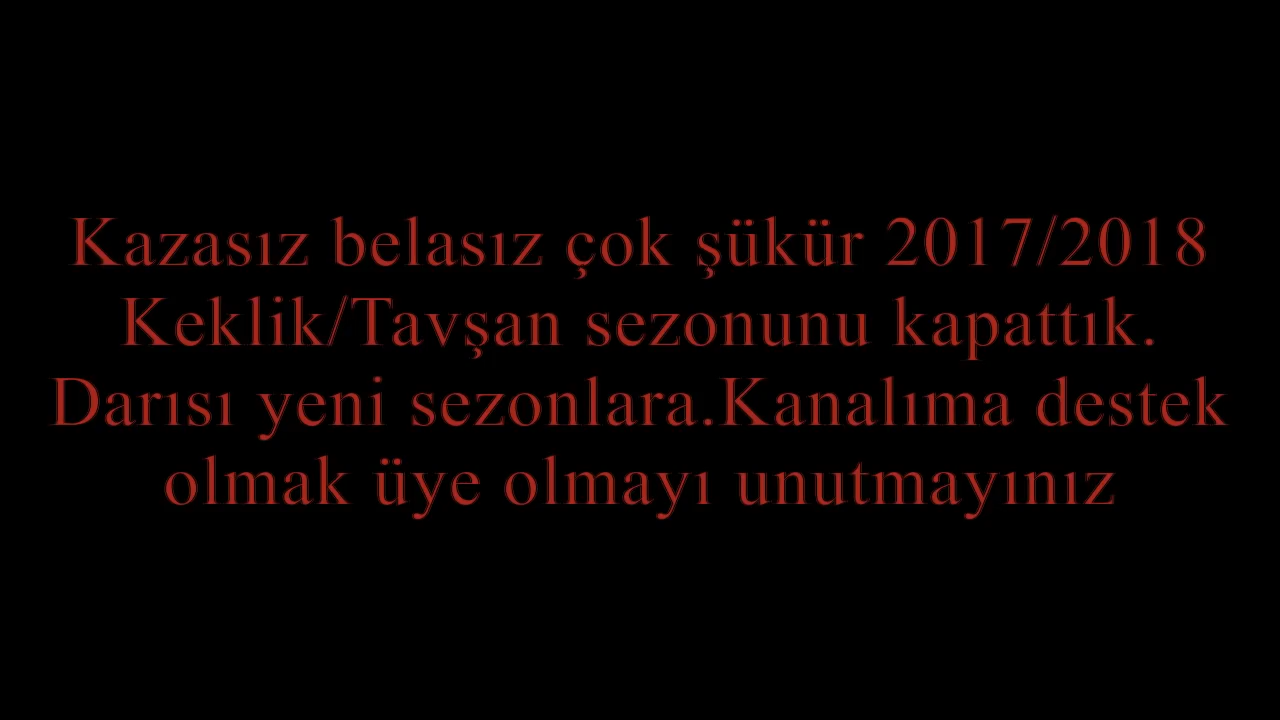 Kazasız belasız çok şükür 2017/2018
Keklik/Tavşan sezonunu kapattık.
Darısı yeni sezonlara.Kanalıma destek
olmak üye olmayı unutmayınız